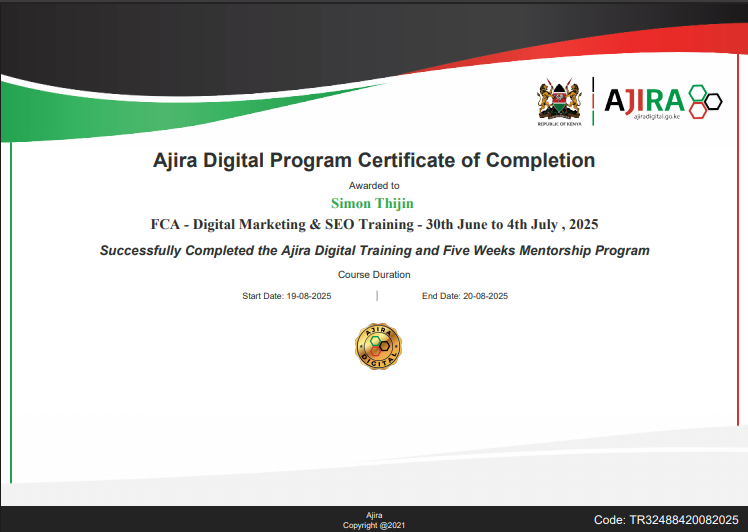 REPUBLIC OF KENYA
AJIRA
ajiradigital.go.ke
Ajira Digital Program Certificate of Completion
Awarded to
Simon Thijin
FCA - Digital Marketing & SEO Training - 30th June to 4th July , 2025
Successfully Completed the Ajira Digital Training and Five Weeks Mentorship Program
Course Duration
Start Date: 19-08-2025 | End Date: 20-08-2025
AJIRA
DIGITAL
Ajira
Copyright @2021
Code: TR32488420082025